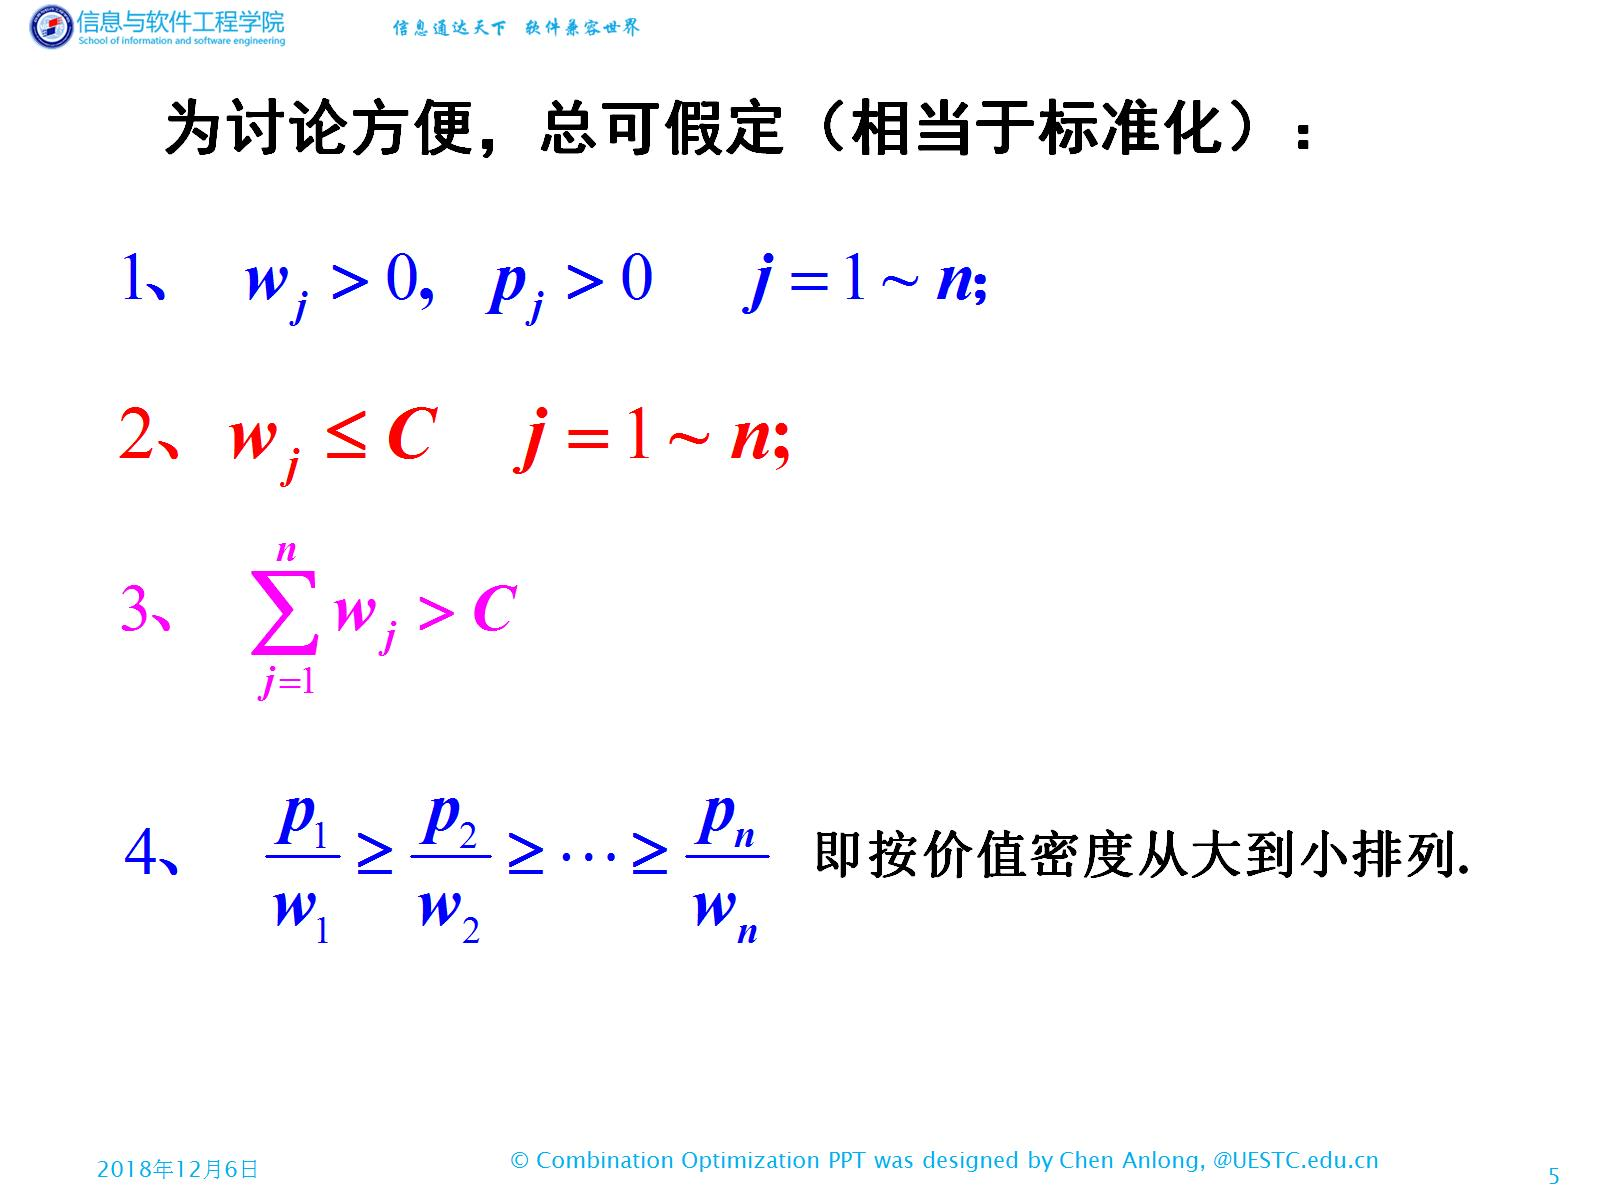 信息与软件工程学院
School of information and software engineering
信息通达天下 软件兼容世界
为讨论方便，总可假定（相当于标准化）：
1、 w_j > 0, p_j > 0 j = 1 ~ n;
2、 w_j ≤ C j = 1 ~ n;
3、 ∑_{j=1}^{n} w_j > C
4、 p_1/w_1 ≥ p_2/w_2 ≥ ⋯ ≥ p_n/w_n 即按价值密度从大到小排列.
2018年12月6日
© Combination Optimization PPT was designed by Chen Anlong, @UESTC.edu.cn
5